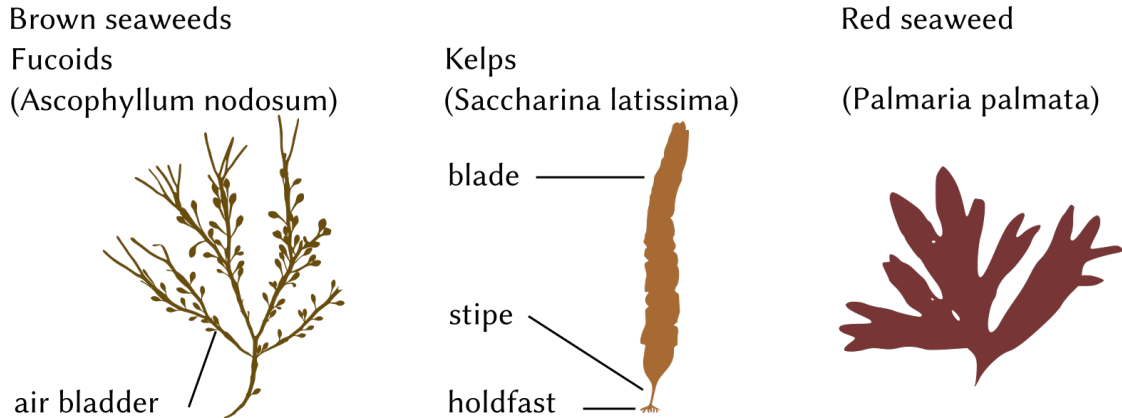 Brown seaweeds
Fucoids
(Ascophyllum nodosum)
air bladder
Kelps
(Saccharina latissima)
blade
stipe
holdfast
Red seaweed
(Palmaria palmata)